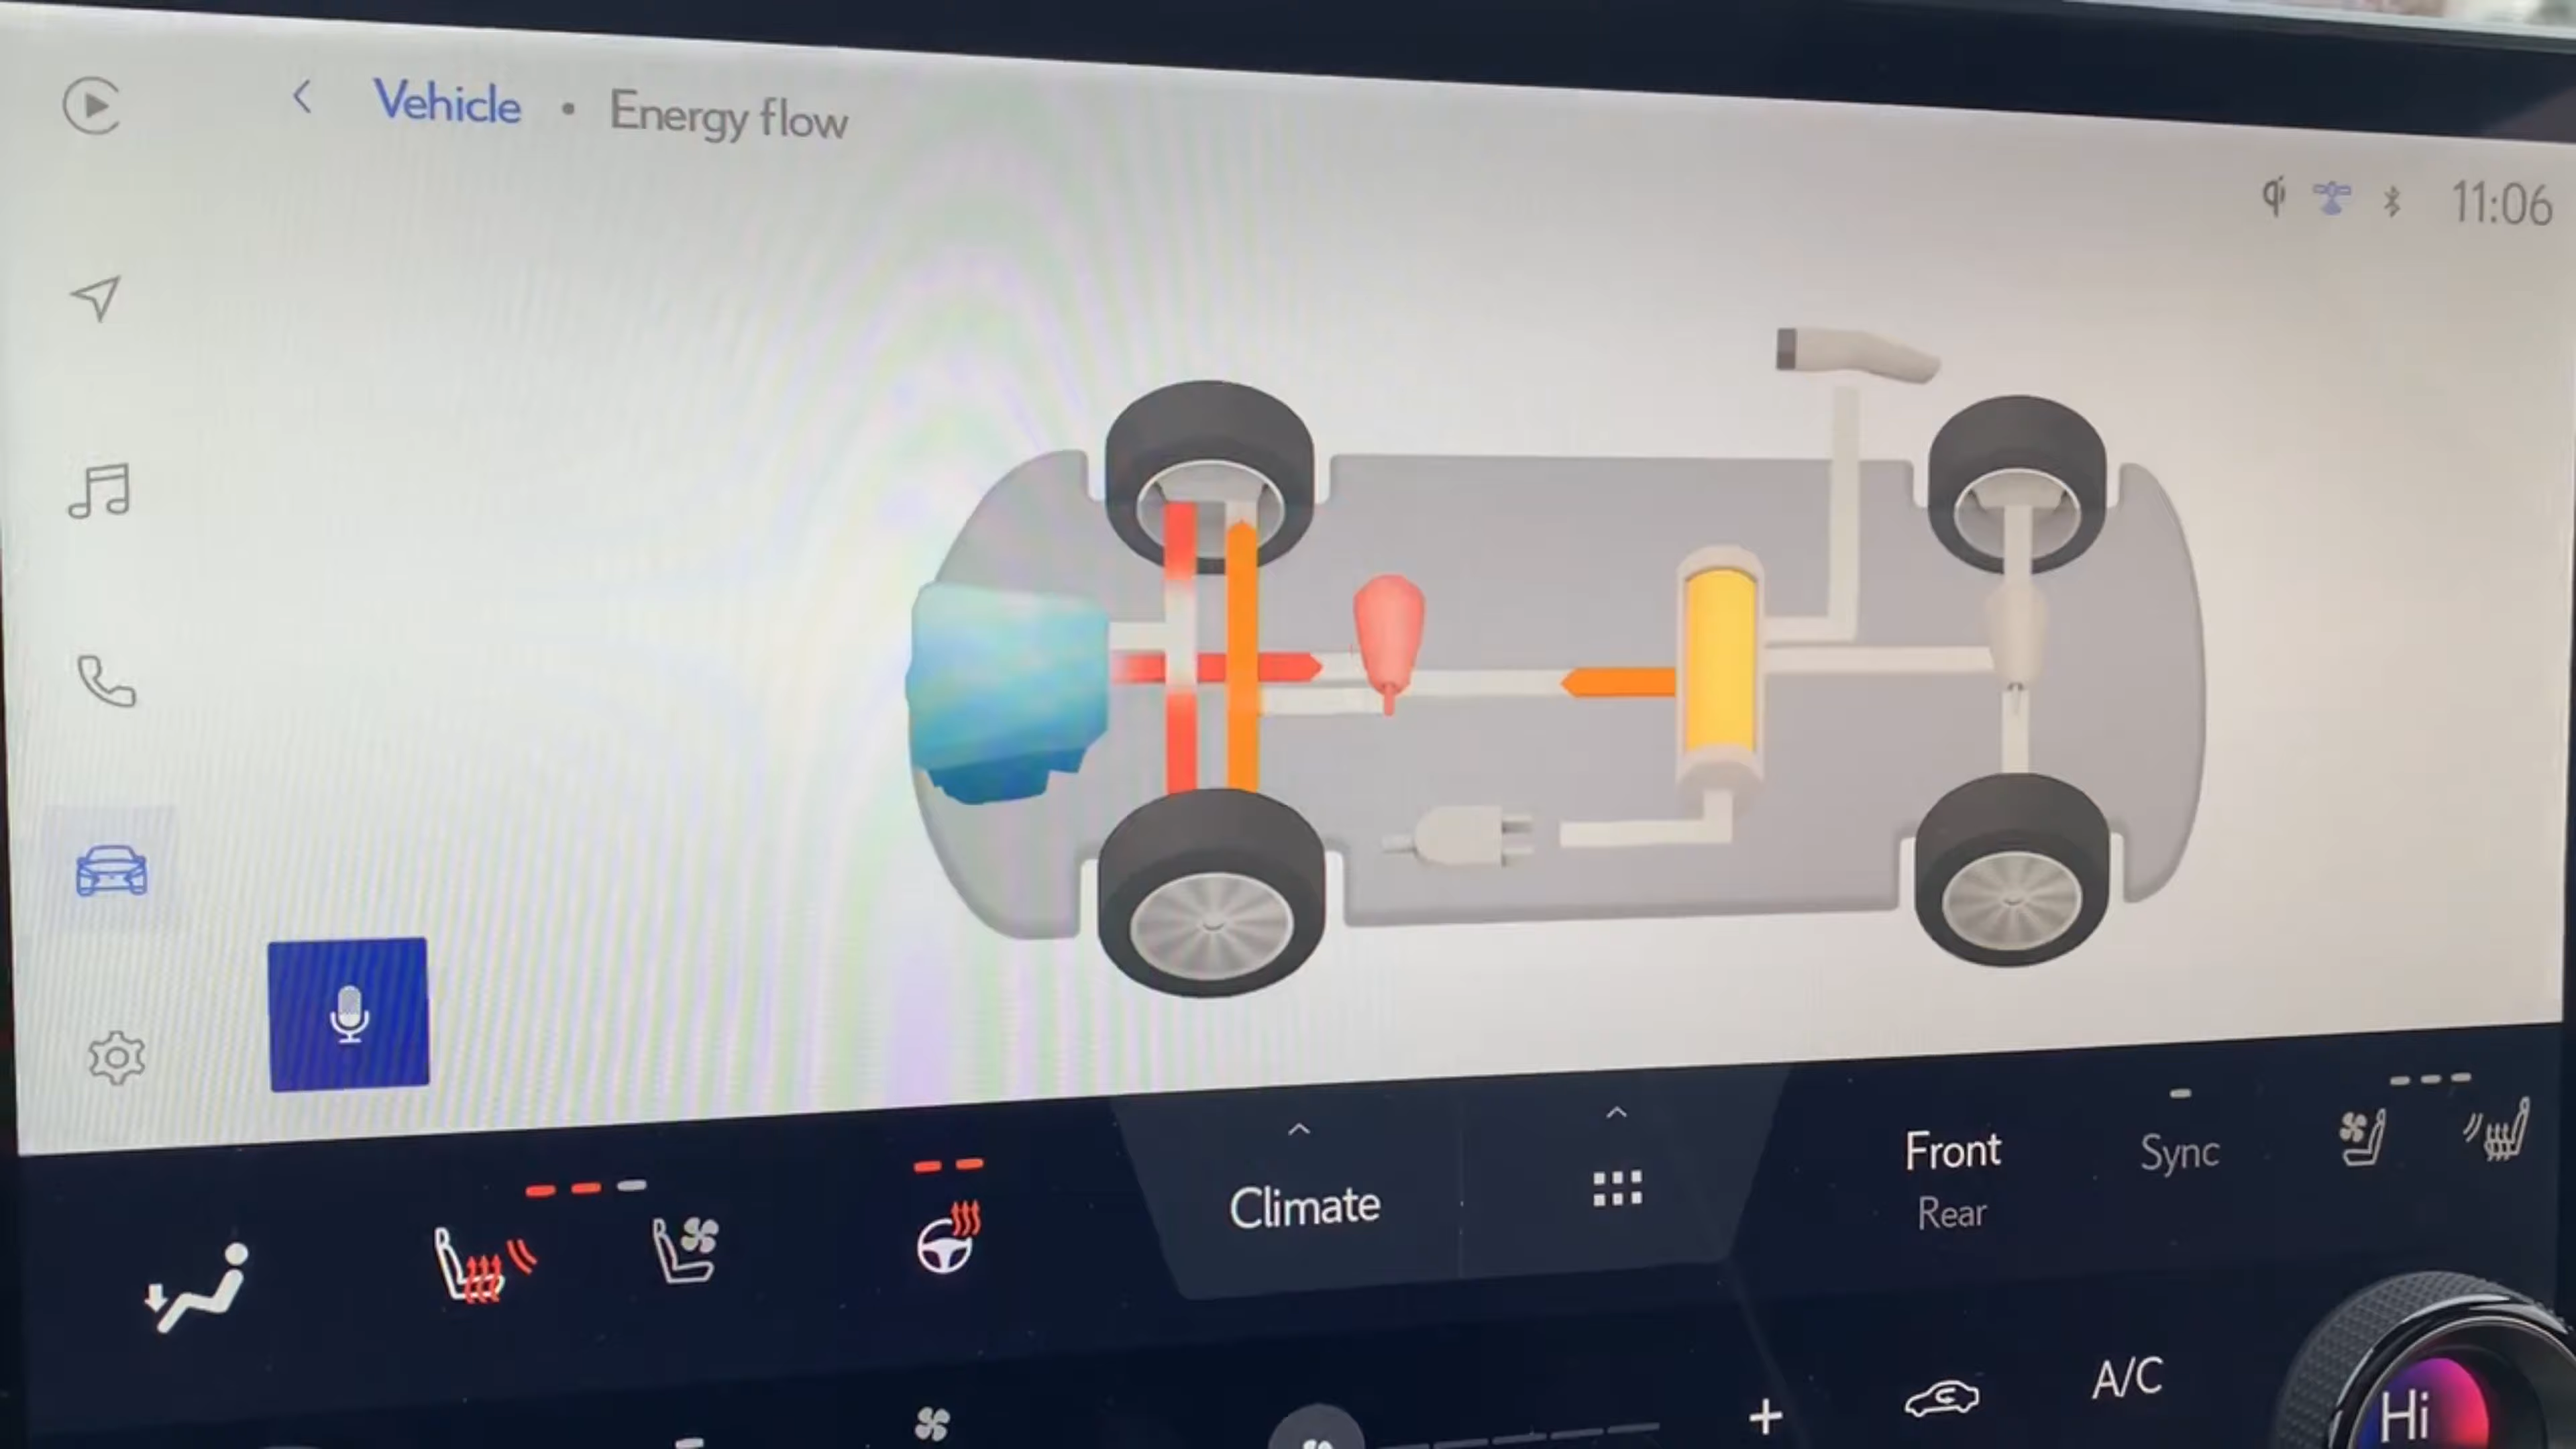 Vehicle • Energy flow
11:06
Climate
Front
Rear
Sync
A/C
Hi